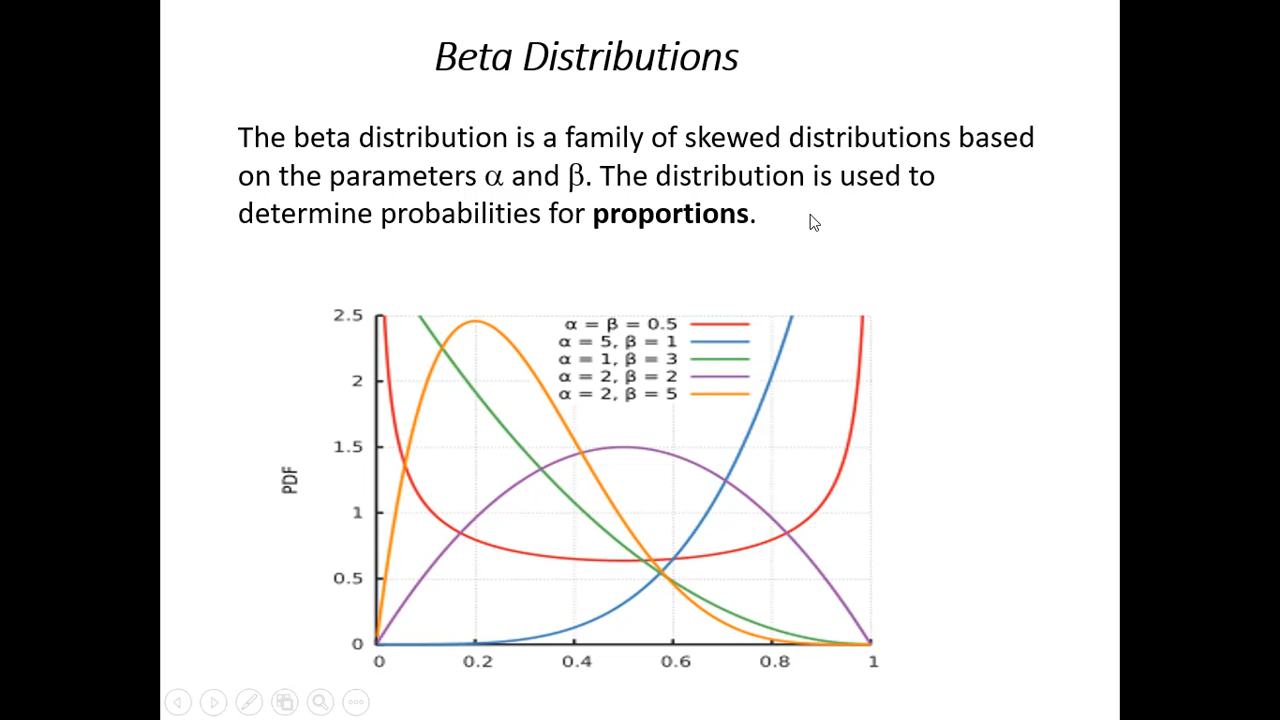 Beta Distributions
The beta distribution is a family of skewed distributions based
on the parameters α and β. The distribution is used to
determine probabilities for proportions.
2.5
2
1.5
1
0.5
0
PDF
α = β = 0.5
α = 5, β = 1
α = 1, β = 3
α = 2, β = 2
α = 2, β = 5
0 0.2 0.4 0.6 0.8 1